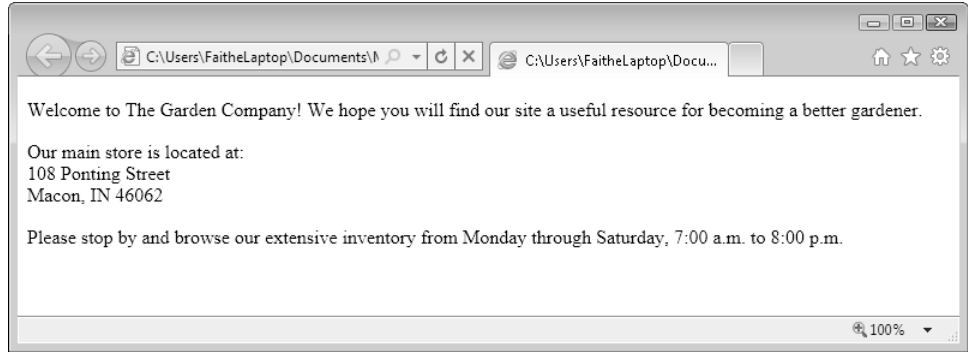 C:\Users\FaitheLaptop\Documents\
C:\Users\FaitheLaptop\Docu...
Welcome to The Garden Company! We hope you will find our site a useful resource for becoming a better gardener.
Our main store is located at:
108 Ponting Street
Macon, IN 46062
Please stop by and browse our extensive inventory from Monday through Saturday, 7:00 a.m. to 8:00 p.m.
100%